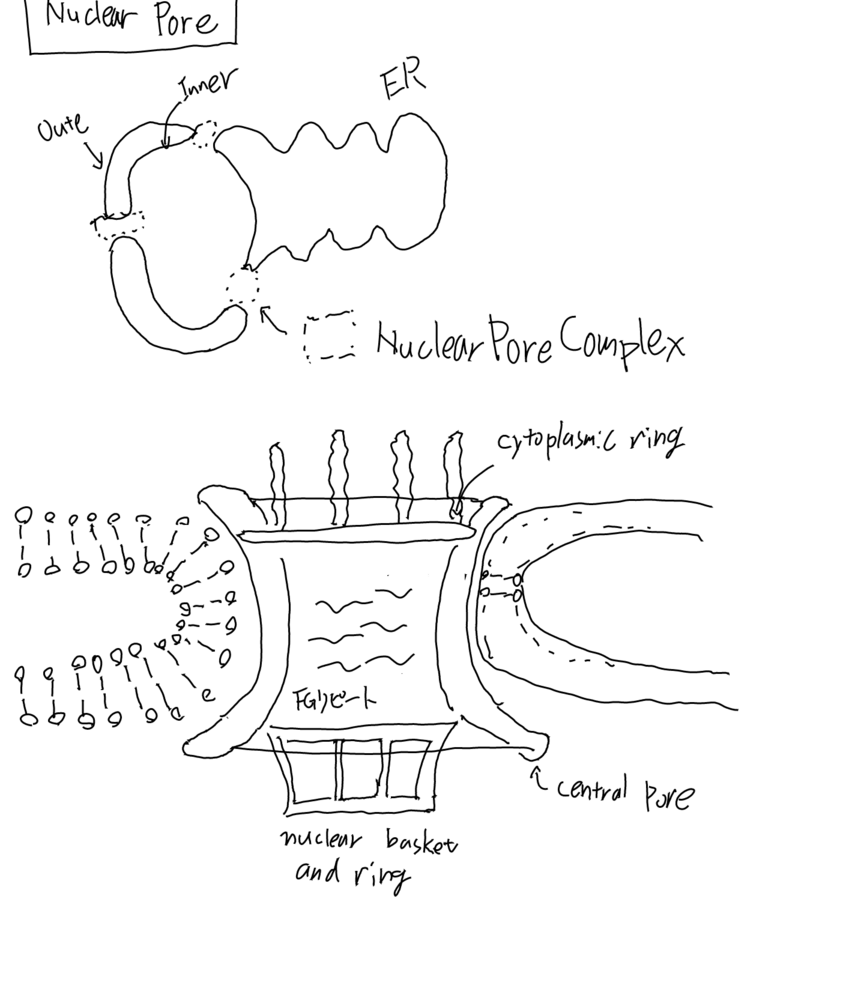 Nuclear Pore
Inner
Oute
ER
Nuclear Pore Complex
cytoplasmic ring
FGリピート
central pore
nuclear basket
and ring